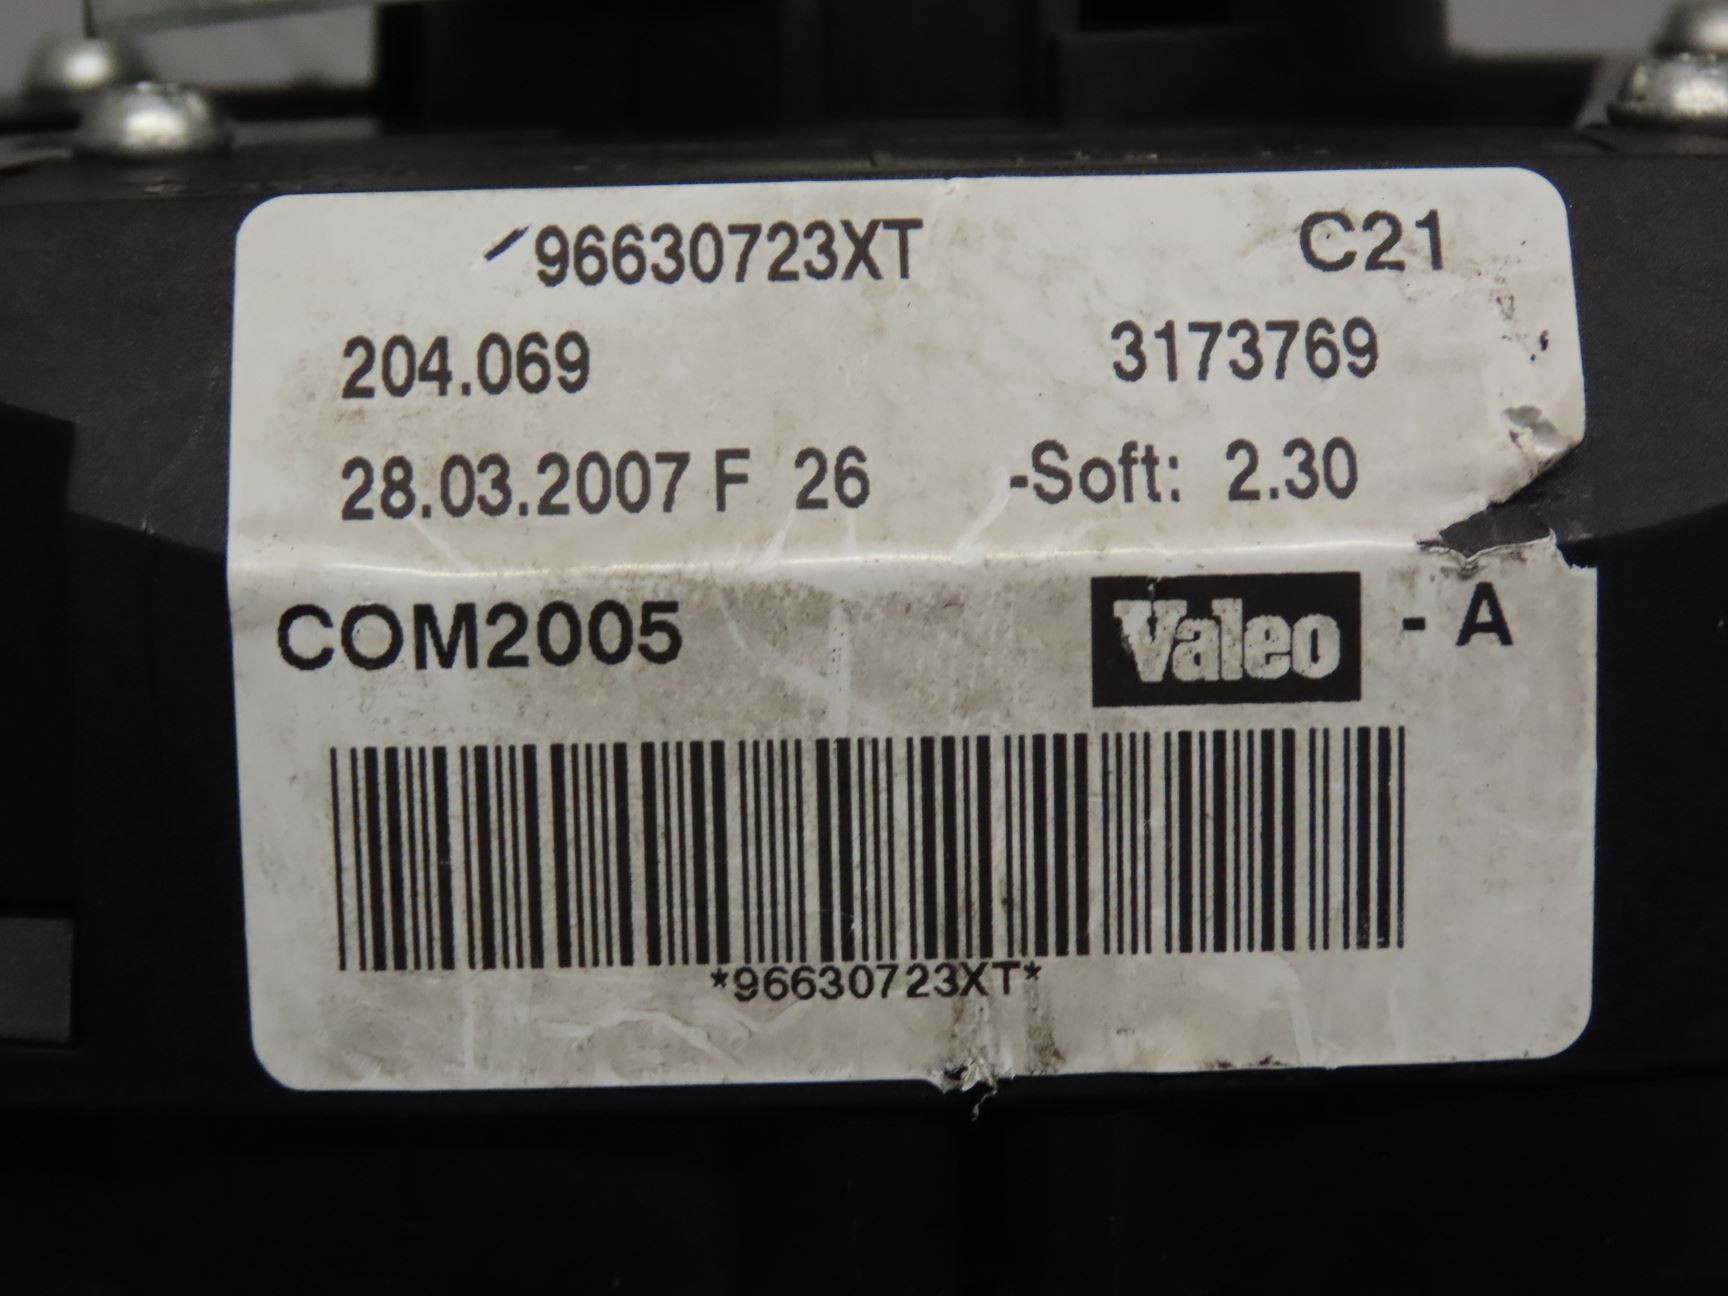 96630723XT C21
204.069 3173769
28.03.2007 F 26 -Soft: 2.30
COM2005 Valeo - A
*96630723XT*